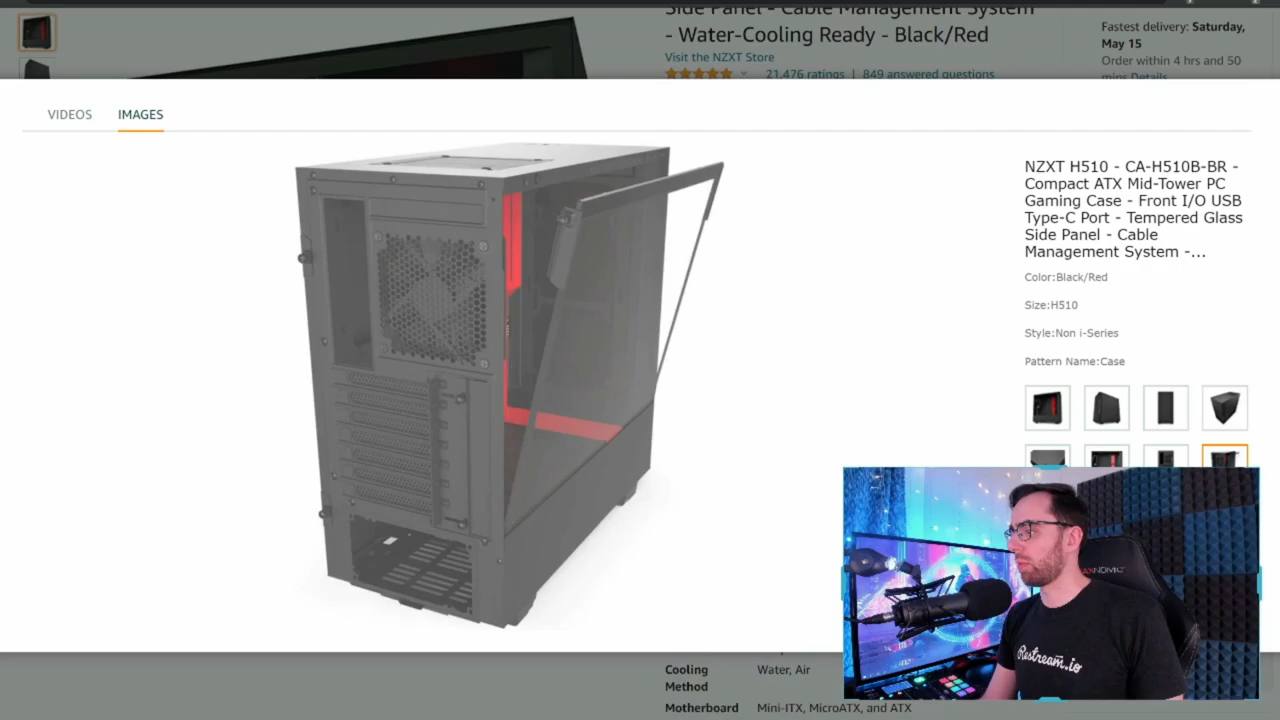 Side Panel - Cable Management System
- Water-Cooling Ready - Black/Red
Visit the NZXT Store
21,476 ratings | 849 answered questions
Fastest delivery: Saturday,
May 15
Order within 4 hrs and 50
mins Details
VIDEOS
IMAGES
NZXT H510 - CA-H510B-BR -
Compact ATX Mid-Tower PC
Gaming Case - Front I/O USB
Type-C Port - Tempered Glass
Side Panel - Cable
Management System -...
Color:Black/Red
Size:H510
Style:Non i-Series
Pattern Name:Case
Restream.io
Cooling
Method
Water, Air
Motherboard
Mini-ITX, MicroATX, and ATX